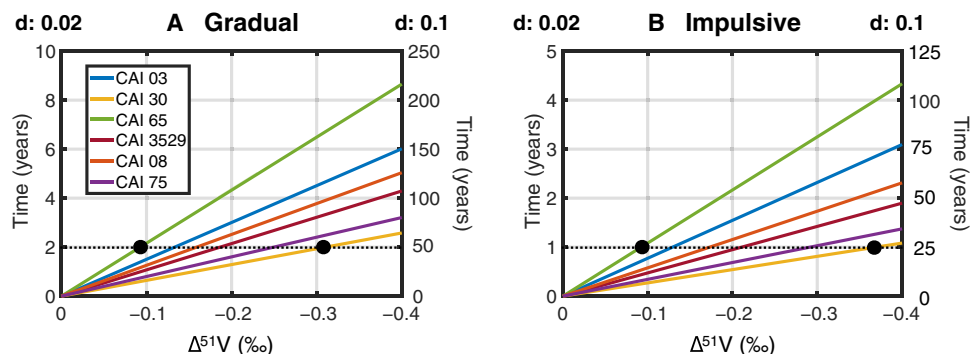 d: 0.02 A Gradual d: 0.1
10 250
8 200
6 150
4 100
2 50
0 0
0 −0.1 −0.2 −0.3 −0.4
Time (years)
Time (years)
Δ⁵¹V (‰)
CAI 03
CAI 30
CAI 65
CAI 3529
CAI 08
CAI 75
d: 0.02 B Impulsive d: 0.1
5 125
4 100
3 75
2 50
1 25
0 0
0 −0.1 −0.2 −0.3 −0.4
Time (years)
Time (years)
Δ⁵¹V (‰)